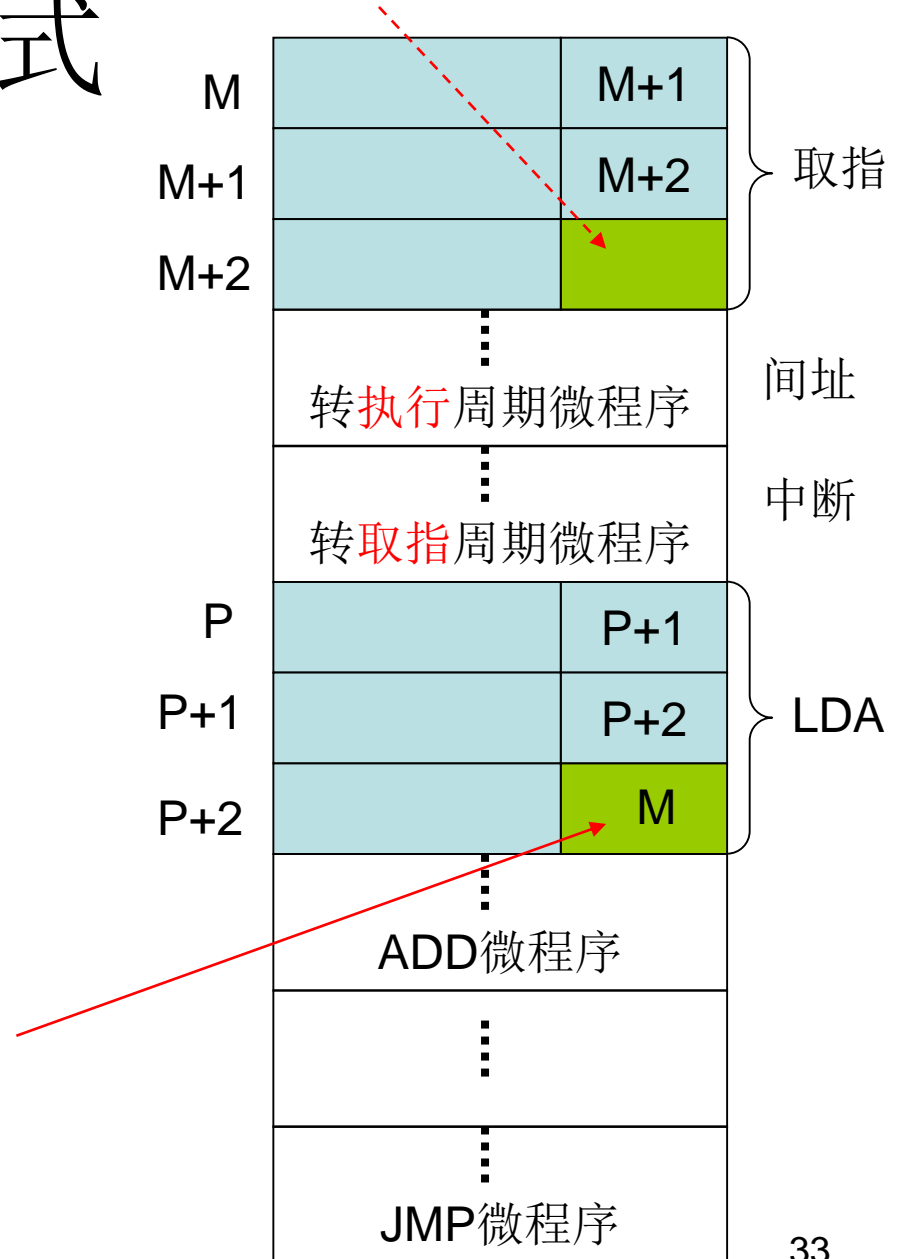 式
M M+1
M+1 M+2 取指
M+2
转执行周期微程序 间址
转取指周期微程序 中断
P P+1
P+1 P+2 LDA
P+2 M
ADD微程序
JMP微程序
33